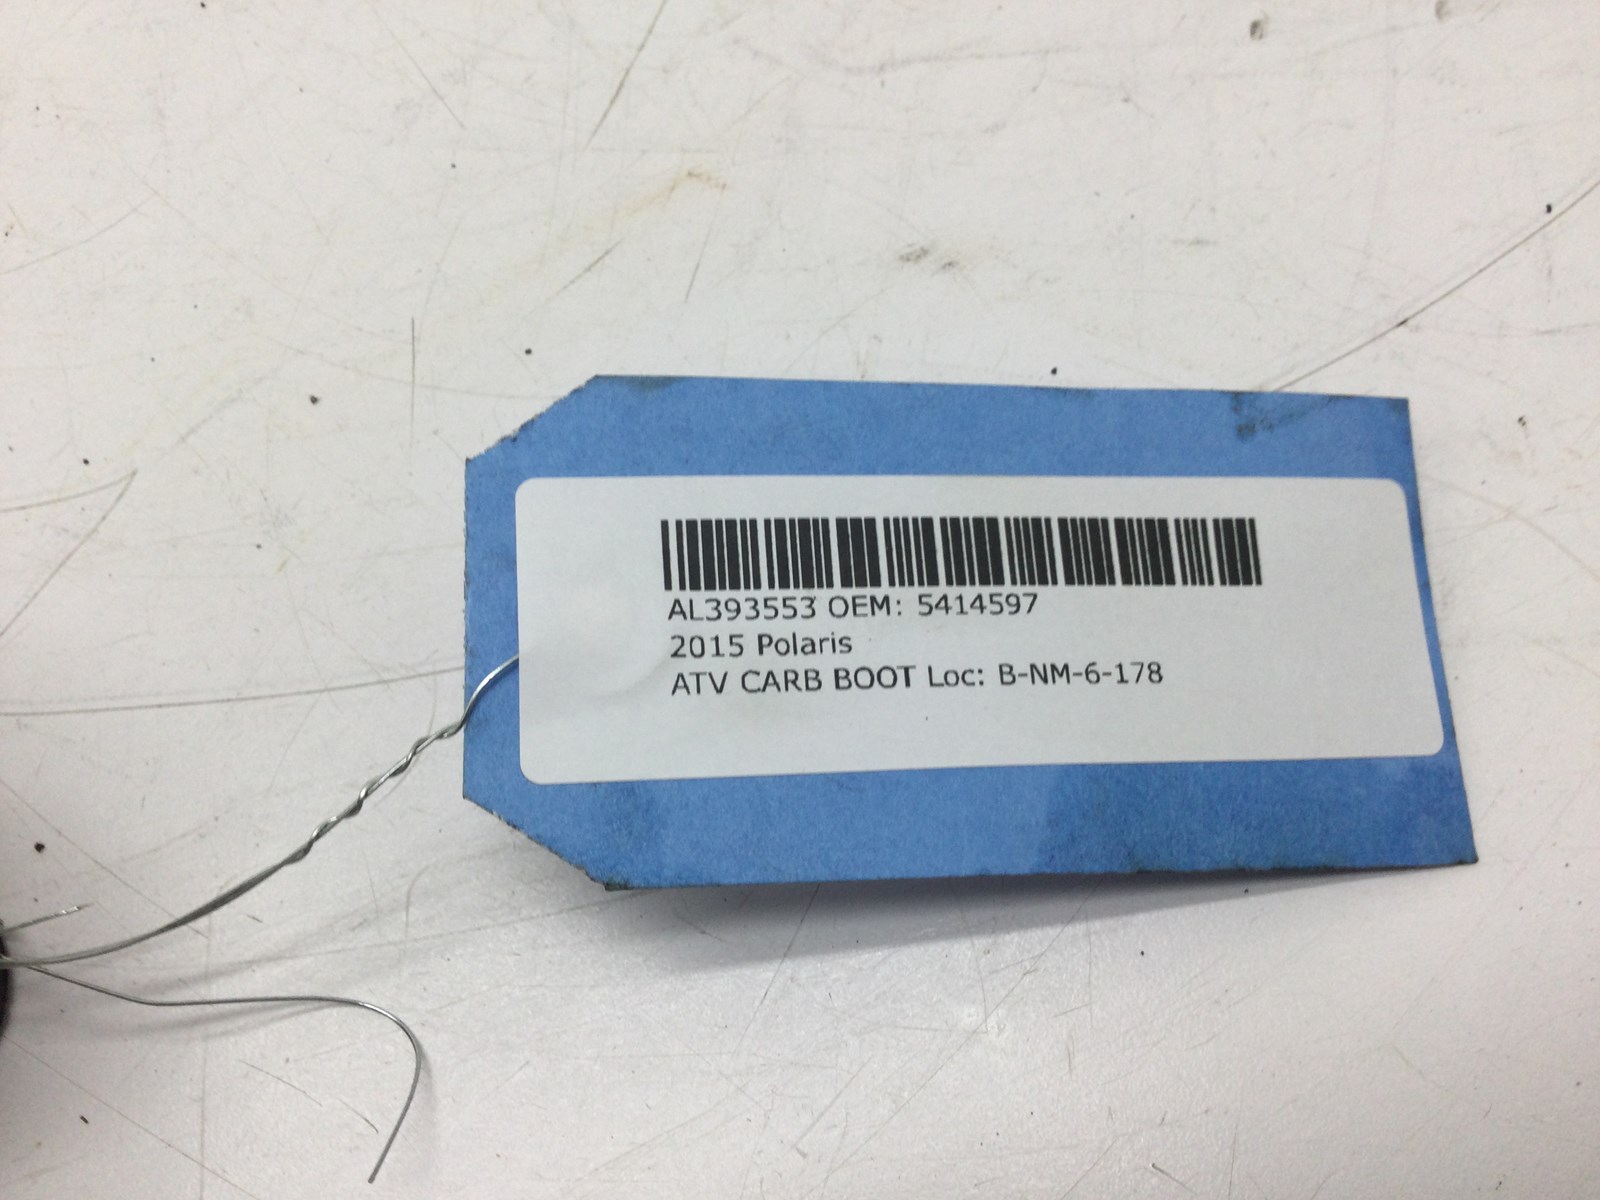 AL393553 OEM: 5414597
2015 Polaris
ATV CARB BOOT Loc: B-NM-6-178